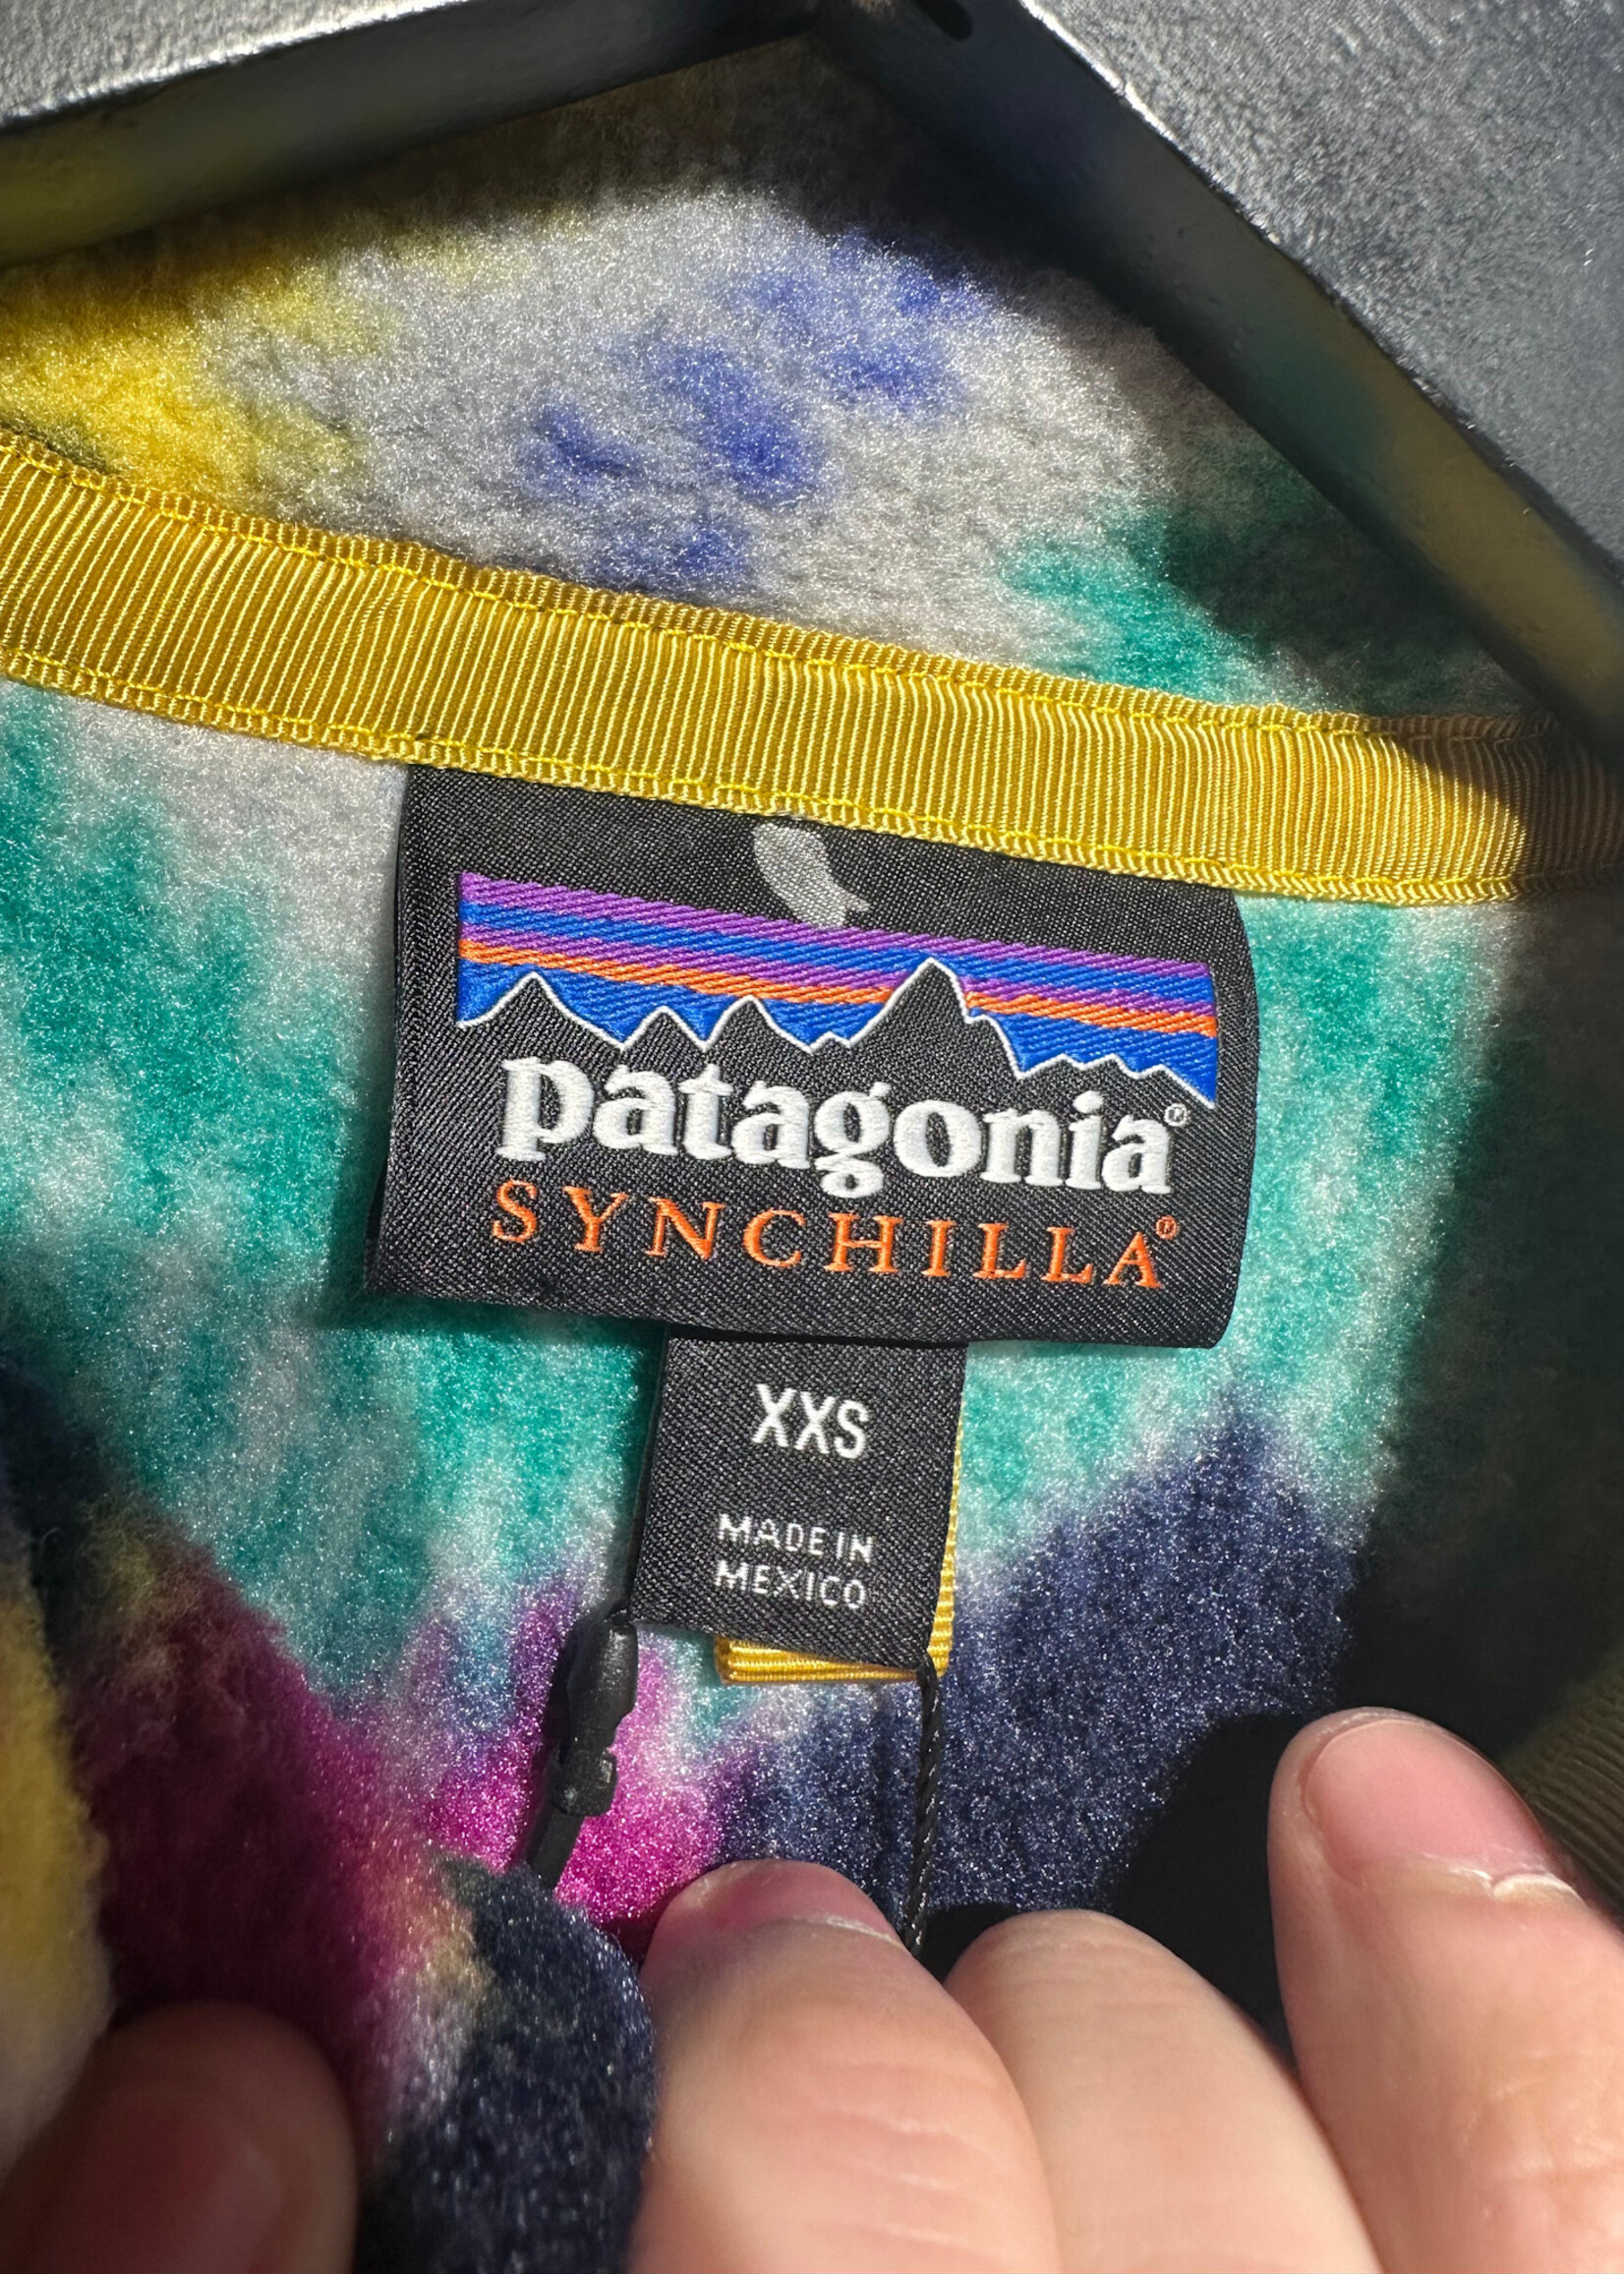 patagonia®
SYNCHILLA®
XXS
MADE IN
MEXICO